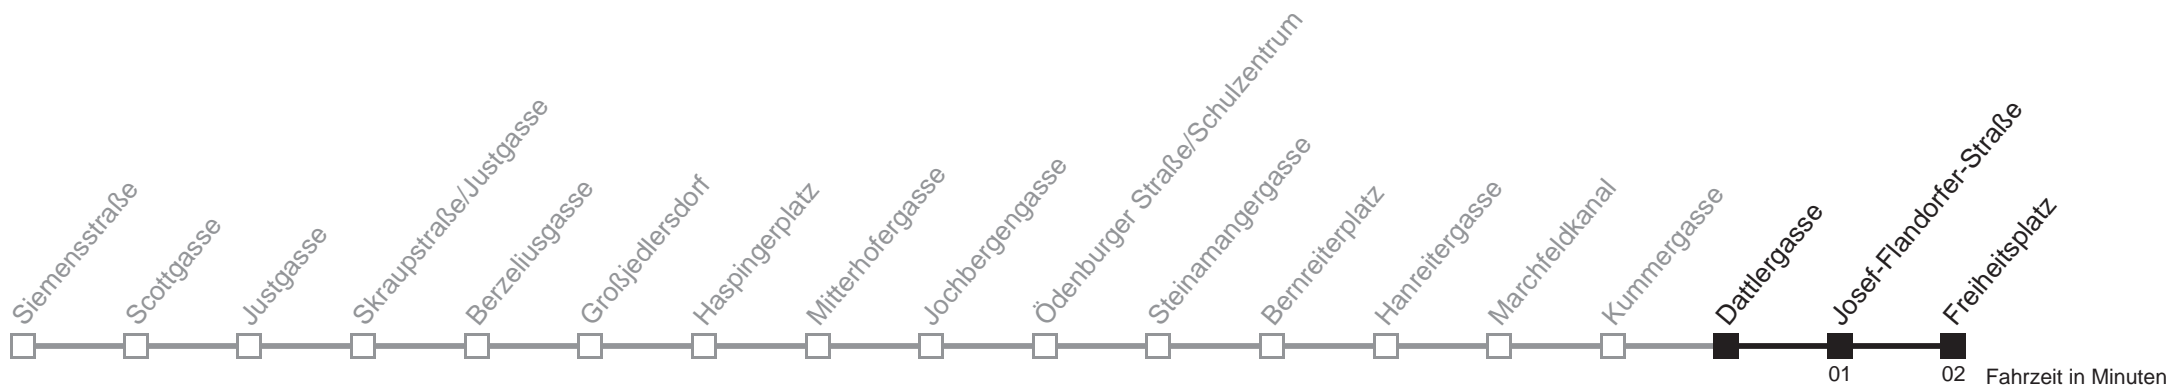 Siemensstraße
Scottgasse
Justgasse
Skraupstraße/Justgasse
Berzeliusgasse
Großjedlersdorf
Haspingerplatz
Mitterhofergasse
Jochbergengasse
Ödenburger Straße/Schulzentrum
Steinamangergasse
Bernreiterplatz
Hanreitergasse
Marchfeldkanal
Kummergasse
Dattlergasse
Josef-Flandorfer-Straße
Freiheitsplatz
01 02 Fahrzeit in Minuten